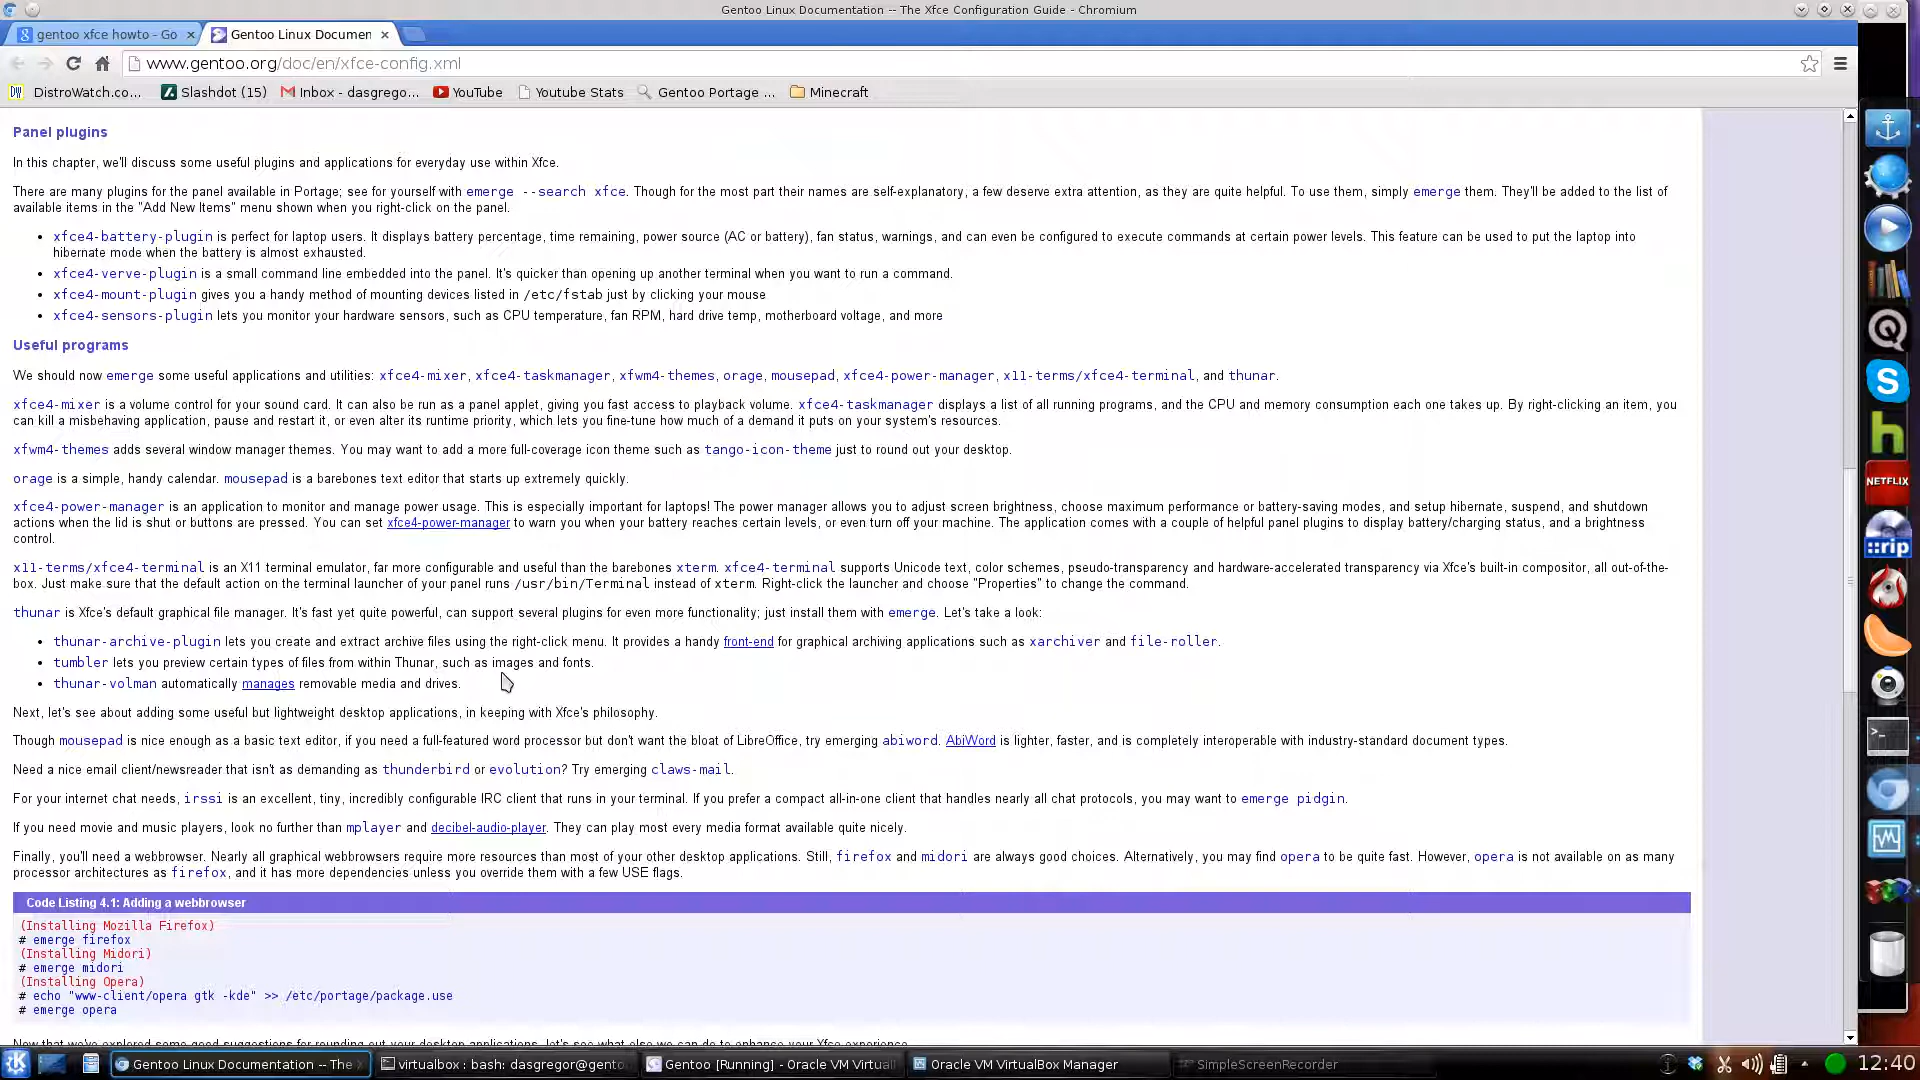 Gentoo Linux Documentation -- The Xfce Configuration Guide - Chromium
gentoo xfce howto - Go
Gentoo Linux Documen
www.gentoo.org/doc/en/xfce-config.xml
DistroWatch.co...
Slashdot (15)
Inbox - dasgrego...
YouTube
Youtube Stats
Gentoo Portage ...
Minecraft
Panel plugins
In this chapter, we'll discuss some useful plugins and applications for everyday use within Xfce.
There are many plugins for the panel available in Portage; see for yourself with emerge --search xfce. Though for the most part their names are self-explanatory, a few deserve extra attention, as they are quite helpful. To use them, simply emerge them. They'll be added to the list of
available items in the "Add New Items" menu shown when you right-click on the panel.
• xfce4-battery-plugin is perfect for laptop users. It displays battery percentage, time remaining, power source (AC or battery), fan status, warnings, and can even be configured to execute commands at certain power levels. This feature can be used to put the laptop into
hibernate mode when the battery is almost exhausted.
• xfce4-verve-plugin is a small command line embedded into the panel. It's quicker than opening up another terminal when you want to run a command.
• xfce4-mount-plugin gives you a handy method of mounting devices listed in /etc/fstab just by clicking your mouse
• xfce4-sensors-plugin lets you monitor your hardware sensors, such as CPU temperature, fan RPM, hard drive temp, motherboard voltage, and more
Useful programs
We should now emerge some useful applications and utilities: xfce4-mixer, xfce4-taskmanager, xfwm4-themes, orage, mousepad, xfce4-power-manager, x11-terms/xfce4-terminal, and thunar.
xfce4-mixer is a volume control for your sound card. It can also be run as a panel applet, giving you fast access to playback volume. xfce4-taskmanager displays a list of all running programs, and the CPU and memory consumption each one takes up. By right-clicking an item, you
can kill a misbehaving application, pause and restart it, or even alter its runtime priority, which lets you fine-tune how much of a demand it puts on your system's resources.
xfwm4-themes adds several window manager themes. You may want to add a more full-coverage icon theme such as tango-icon-theme just to round out your desktop.
orage is a simple, handy calendar. mousepad is a barebones text editor that starts up extremely quickly.
xfce4-power-manager is an application to monitor and manage power usage. This is especially important for laptops! The power manager allows you to adjust screen brightness, choose maximum performance or battery-saving modes, and setup hibernate, suspend, and shutdown
actions when the lid is shut or buttons are pressed. You can set xfce4-power-manager to warn you when your battery reaches certain levels, or even turn off your machine. The application comes with a couple of helpful panel plugins to display battery/charging status, and a brightness
control.
x11-terms/xfce4-terminal is an X11 terminal emulator, far more configurable and useful than the barebones xterm. xfce4-terminal supports Unicode text, color schemes, pseudo-transparency and hardware-accelerated transparency via Xfce's built-in compositor, all out-of-the-
box. Just make sure that the default action on the terminal launcher of your panel runs /usr/bin/Terminal instead of xterm. Right-click the launcher and choose "Properties" to change the command.
thunar is Xfce's default graphical file manager. It's fast yet quite powerful, can support several plugins for even more functionality; just install them with emerge. Let's take a look:
• thunar-archive-plugin lets you create and extract archive files using the right-click menu. It provides a handy front-end for graphical archiving applications such as xarchiver and file-roller.
• tumbler lets you preview certain types of files from within Thunar, such as images and fonts.
• thunar-volman automatically manages removable media and drives.
Next, let's see about adding some useful but lightweight desktop applications, in keeping with Xfce's philosophy.
Though mousepad is nice enough as a basic text editor, if you need a full-featured word processor but don't want the bloat of LibreOffice, try emerging abiword. AbiWord is lighter, faster, and is completely interoperable with industry-standard document types.
Need a nice email client/newsreader that isn't as demanding as thunderbird or evolution? Try emerging claws-mail.
For your internet chat needs, irssi is an excellent, tiny, incredibly configurable IRC client that runs in your terminal. If you prefer a compact all-in-one client that handles nearly all chat protocols, you may want to emerge pidgin.
If you need movie and music players, look no further than mplayer and decibel-audio-player. They can play most every media format available quite nicely.
Finally, you'll need a webbrowser. Nearly all graphical webbrowsers require more resources than most of your other desktop applications. Still, firefox and midori are always good choices. Alternatively, you may find opera to be quite fast. However, opera is not available on as many
processor architectures as firefox, and it has more dependencies unless you override them with a few USE flags.
Code Listing 4.1: Adding a webbrowser
(Installing Mozilla Firefox)
# emerge firefox
(Installing Midori)
# emerge midori
(Installing Opera)
# echo "www-client/opera gtk -kde" >> /etc/portage/package.use
# emerge opera
Now that we've explored some good suggestions for rounding out your desktop applications, let's see what else we can do to enhance your Xfce experience.
NETFLIX
::rip
Gentoo Linux Documentation -- The
virtualbox : bash: dasgregor@gento
Gentoo [Running] - Oracle VM Virtual
Oracle VM VirtualBox Manager
SimpleScreenRecorder
12:40